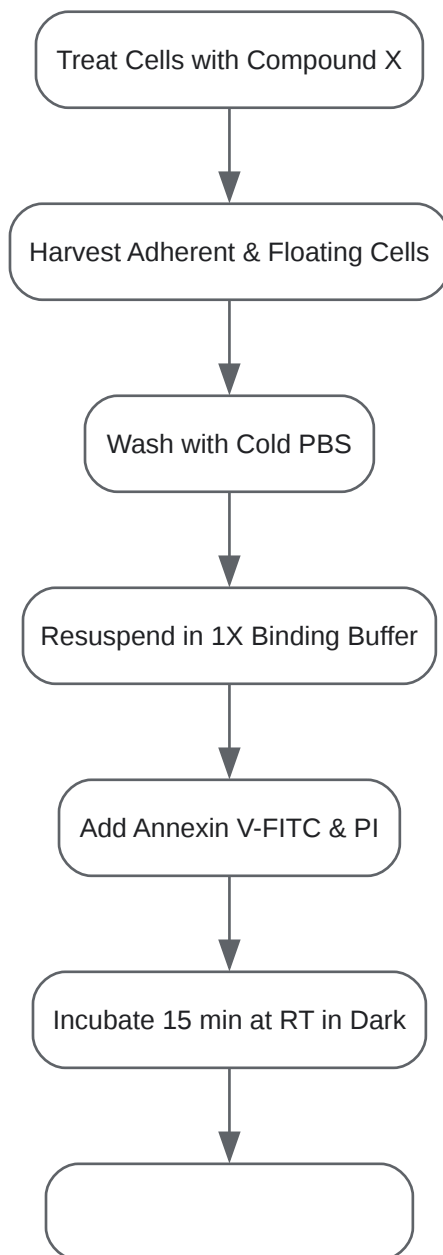 Treat Cells with Compound X
Harvest Adherent & Floating Cells
Wash with Cold PBS
Resuspend in 1X Binding Buffer
Add Annexin V-FITC & PI
Incubate 15 min at RT in Dark